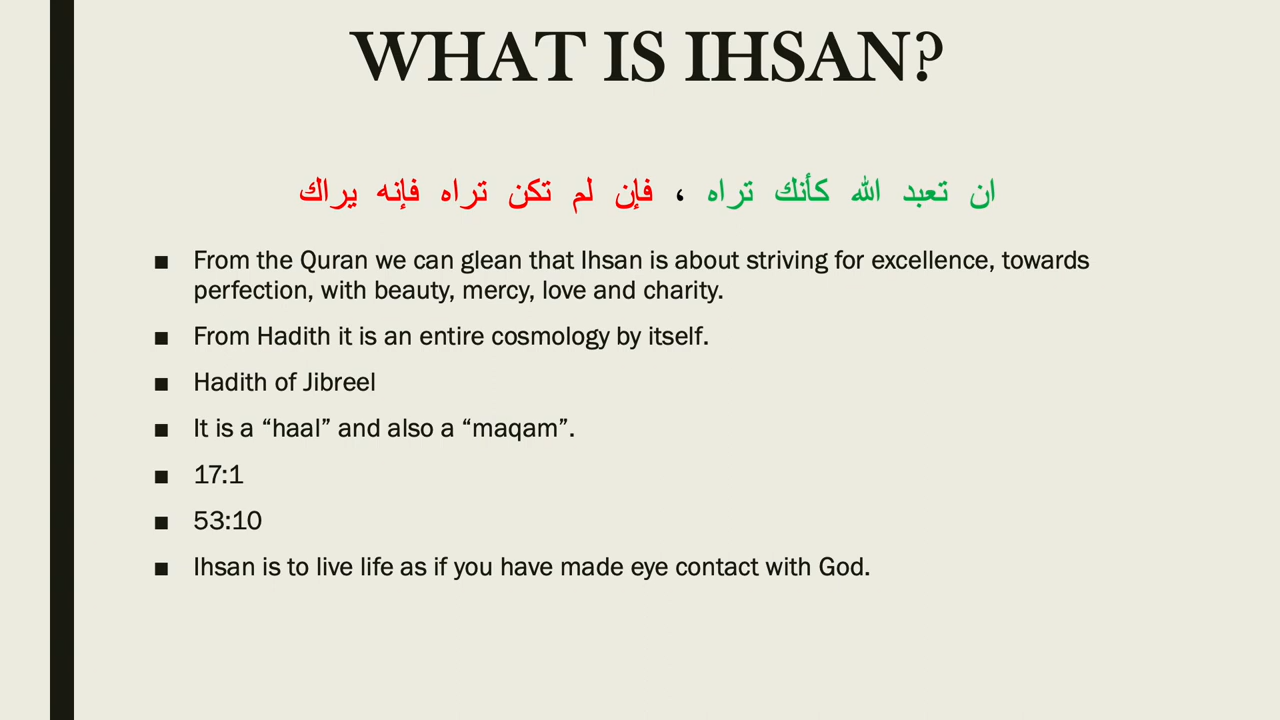 WHAT IS IHSAN?
ان تعبد الله كأنك تراه ، فإن لم تكن تراه فإنه يراك
■ From the Quran we can glean that Ihsan is about striving for excellence, towards
perfection, with beauty, mercy, love and charity.
■ From Hadith it is an entire cosmology by itself.
■ Hadith of Jibreel
■ It is a “haal” and also a “maqam”.
■ 17:1
■ 53:10
■ Ihsan is to live life as if you have made eye contact with God.